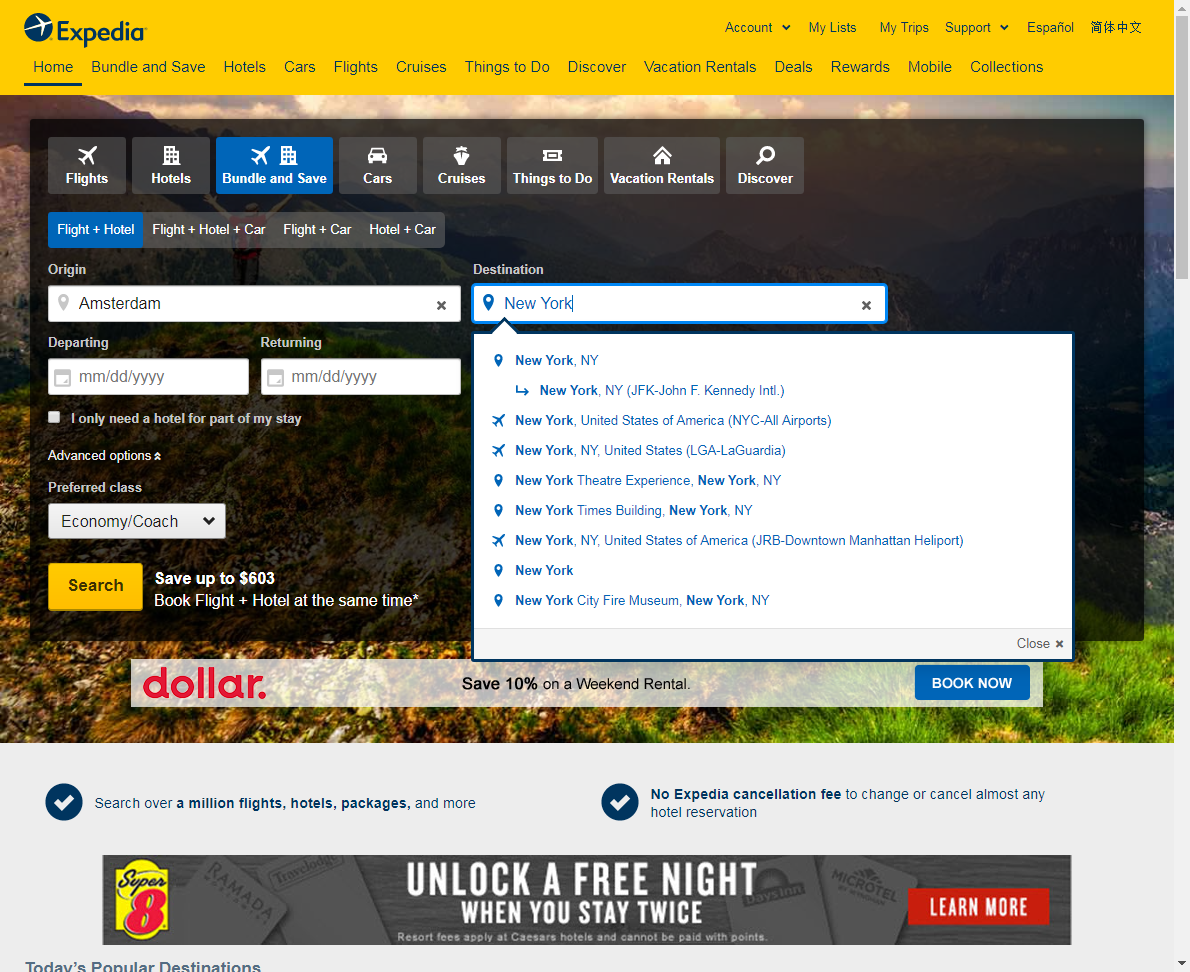 Expedia
Account My Lists My Trips Support Español 简体中文
Home Bundle and Save Hotels Cars Flights Cruises Things to Do Discover Vacation Rentals Deals Rewards Mobile Collections
Flights Hotels Bundle and Save Cars Cruises Things to Do Vacation Rentals Discover
Flight + Hotel Flight + Hotel + Car Flight + Car Hotel + Car
Origin Destination
Amsterdam × New York ×
Departing Returning
mm/dd/yyyy mm/dd/yyyy
I only need a hotel for part of my stay
Advanced options
Preferred class
Economy/Coach
Search
Save up to $603
Book Flight + Hotel at the same time*
New York, NY
New York, NY (JFK-John F. Kennedy Intl.)
New York, United States of America (NYC-All Airports)
New York, NY, United States (LGA-LaGuardia)
New York Theatre Experience, New York, NY
New York Times Building, New York, NY
New York, NY, United States of America (JRB-Downtown Manhattan Heliport)
New York
New York City Fire Museum, New York, NY
Close ×
dollar. Save 10% on a Weekend Rental. BOOK NOW
Search over a million flights, hotels, packages, and more
No Expedia cancellation fee to change or cancel almost any
hotel reservation
Super
8
RAMADA
Travelodge
UNLOCK A FREE NIGHT
WHEN YOU STAY TWICE
Resort fees apply at Caesars hotels and cannot be paid with points.
Days Inn
MICROTEL
LEARN MORE
Today's Popular Destinations